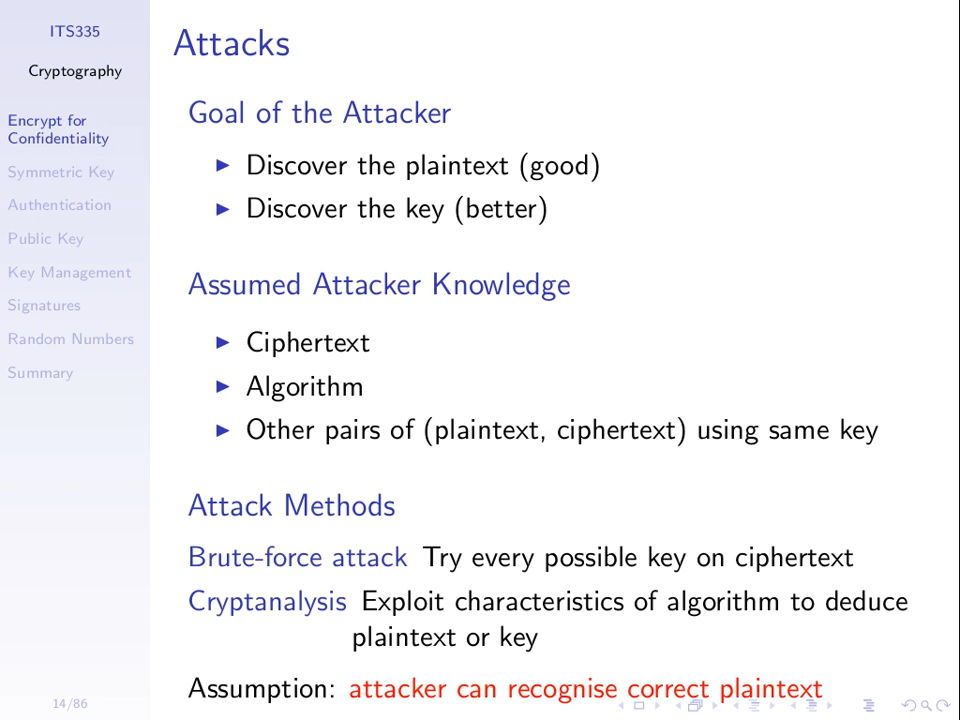 ITS335
Cryptography
Encrypt for
Confidentiality
Symmetric Key
Authentication
Public Key
Key Management
Signatures
Random Numbers
Summary
14/86
Attacks
Goal of the Attacker
Discover the plaintext (good)
Discover the key (better)
Assumed Attacker Knowledge
Ciphertext
Algorithm
Other pairs of (plaintext, ciphertext) using same key
Attack Methods
Brute-force attack Try every possible key on ciphertext
Cryptanalysis Exploit characteristics of algorithm to deduce
plaintext or key
Assumption: attacker can recognise correct plaintext